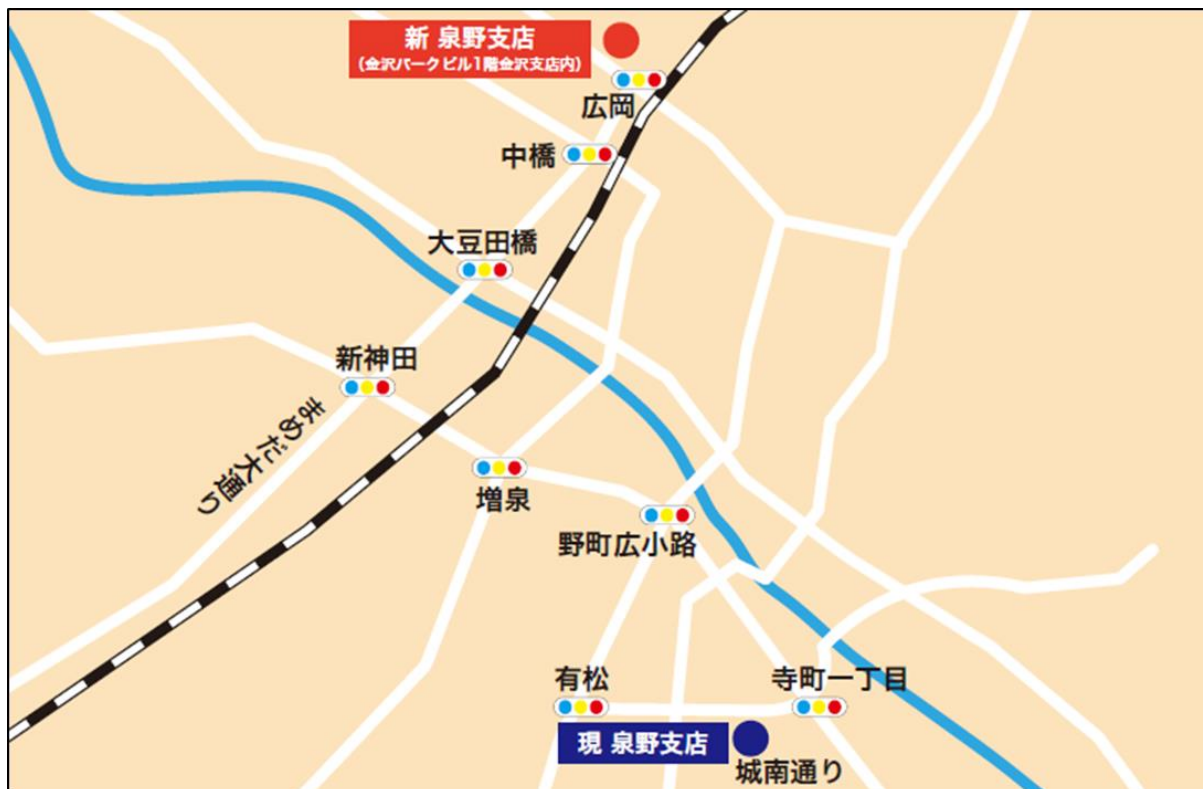 新 泉野支店
（金沢パークビル1階金沢支店内）
広岡
中橋
大豆田橋
新神田
まめだ大通り
増泉
野町広小路
有松
寺町一丁目
現 泉野支店
城南通り